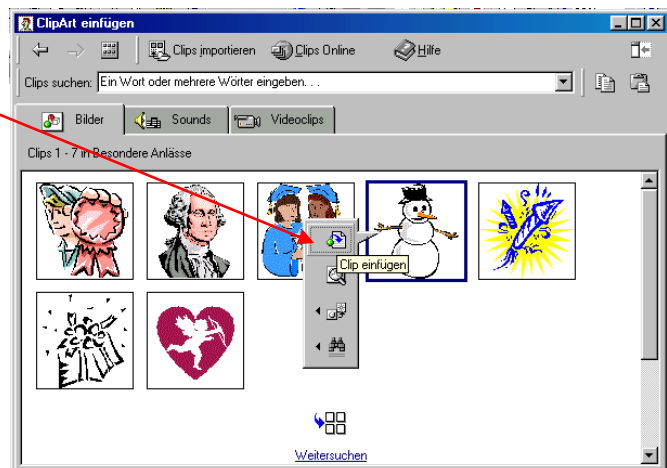 ClipArt einfügen
Clips importieren Clips Online Hilfe
Clips suchen: Ein Wort oder mehrere Wörter eingeben. . .
Bilder Sounds Videoclips
Clips 1 - 7 in Besondere Anlässe
Clip einfügen
Weitersuchen